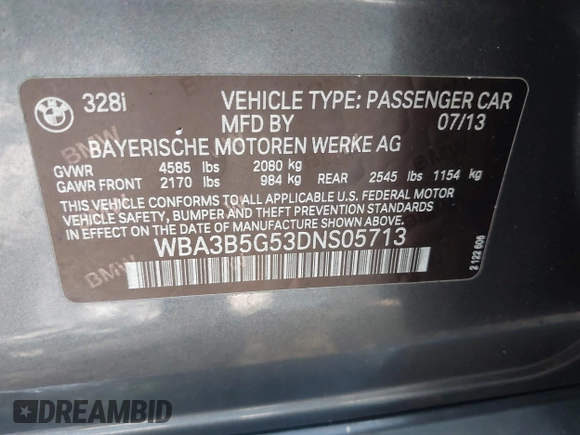 BMW 328i VEHICLE TYPE: PASSENGER CAR
MFD BY 07/13
BAYERISCHE MOTOREN WERKE AG
GVWR 4585 lbs 2080 kg
GAWR FRONT 2170 lbs 984 kg REAR 2545 lbs 1154 kg
THIS VEHICLE CONFORMS TO ALL APPLICABLE U.S. FEDERAL MOTOR
VEHICLE SAFETY, BUMPER AND THEFT PREVENTION STANDARDS IN
EFFECT ON THE DATE OF MANUFACTURE SHOWN ABOVE.
WBA3B5G53DNS05713
2 122 606
DREAMBID